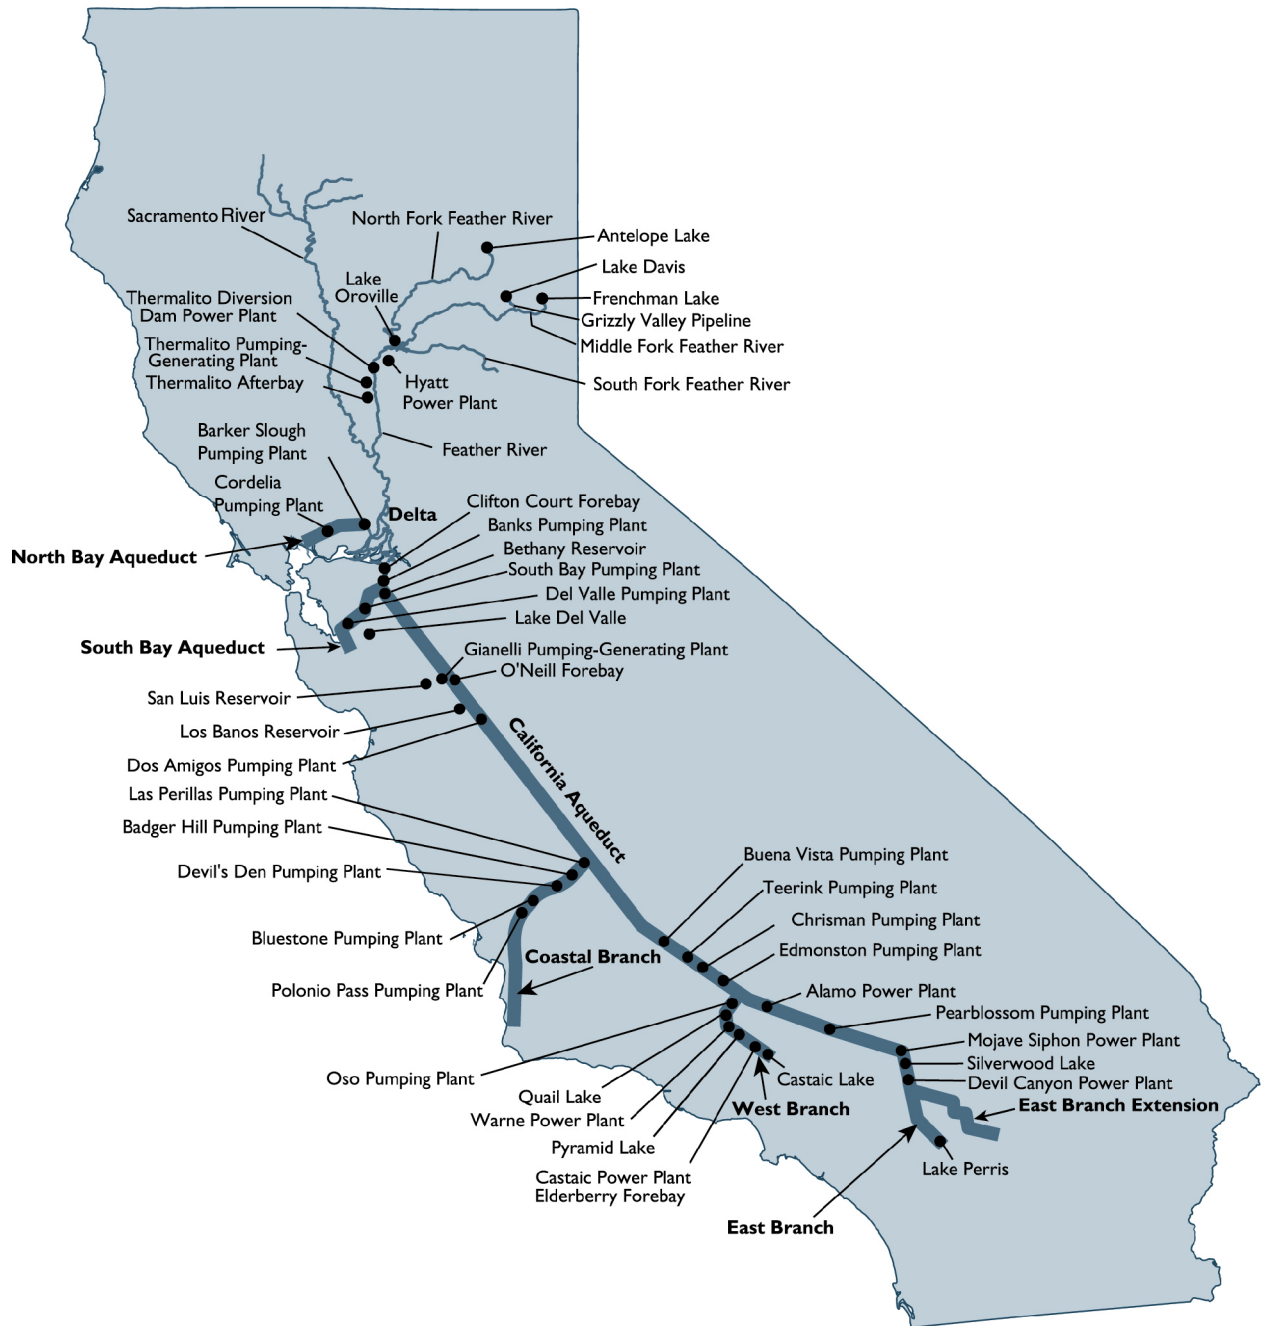 Sacramento River
North Fork Feather River
Antelope Lake
Lake Davis
Lake
Oroville
Frenchman Lake
Thermalito Diversion
Dam Power Plant
Grizzly Valley Pipeline
Thermalito Pumping-
Generating Plant
Middle Fork Feather River
Thermalito Afterbay
Hyatt
Power Plant
South Fork Feather River
Barker Slough
Pumping Plant
Feather River
Cordelia
Pumping Plant
Delta
Clifton Court Forebay
Banks Pumping Plant
North Bay Aqueduct
Bethany Reservoir
South Bay Pumping Plant
Del Valle Pumping Plant
Lake Del Valle
South Bay Aqueduct
Gianelli Pumping-Generating Plant
O'Neill Forebay
San Luis Reservoir
Los Banos Reservoir
Dos Amigos Pumping Plant
California Aqueduct
Las Perillas Pumping Plant
Badger Hill Pumping Plant
Devil's Den Pumping Plant
Buena Vista Pumping Plant
Teerink Pumping Plant
Chrisman Pumping Plant
Bluestone Pumping Plant
Edmonston Pumping Plant
Coastal Branch
Polonio Pass Pumping Plant
Alamo Power Plant
Pearblossom Pumping Plant
Mojave Siphon Power Plant
Silverwood Lake
Oso Pumping Plant
Castaic Lake
Devil Canyon Power Plant
Quail Lake
West Branch
East Branch Extension
Warne Power Plant
Pyramid Lake
Lake Perris
Castaic Power Plant
Elderberry Forebay
East Branch